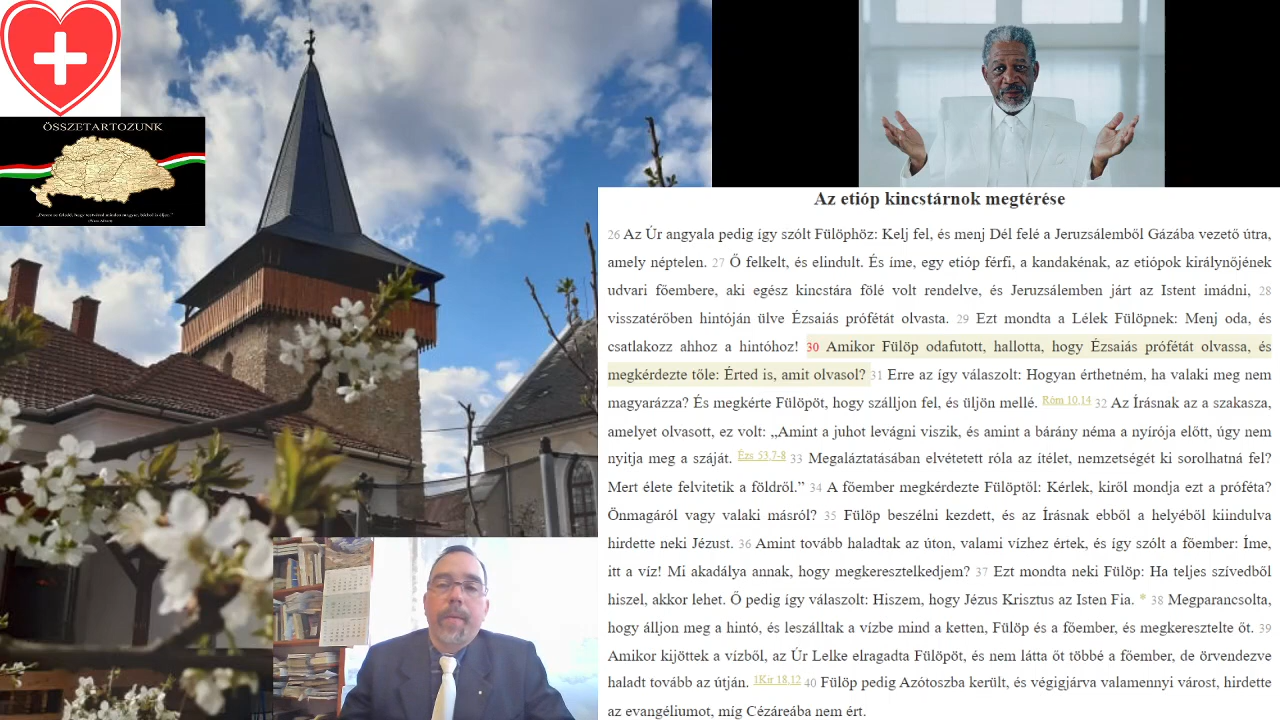 ÖSSZETARTOZUNK
Az etióp kincstárnok megtérése
26 Az Úr angyala pedig így szólt Fülöphöz: Kelj fel, és menj Dél felé a Jeruzsálemből Gázába vezető útra,
amely néptelen. 27 Ő felkelt, és elindult. És íme, egy etióp férfi, a kandakénak, az etiópok királynőjének
udvari főembere, aki egész kincstára fölé volt rendelve, és Jeruzsálemben járt az Istent imádni, 28
visszatérőben hintóján ülve Ézsaiás prófétát olvasta. 29 Ezt mondta a Lélek Fülöpnek: Menj oda, és
csatlakozz ahhoz a hintóhoz! 30 Amikor Fülöp odafutott, hallotta, hogy Ézsaiás prófétát olvassa, és
megkérdezte tőle: Érted is, amit olvasol? 31 Erre az így válaszolt: Hogyan érthetném, ha valaki meg nem
magyarázza? És megkérte Fülöpöt, hogy szálljon fel, és üljön mellé. Róm 10,14 32 Az Írásnak az a szakasza,
amelyet olvasott, ez volt: „Amint a juhot levágni viszik, és amint a bárány néma a nyírója előtt, úgy nem
nyitja meg a száját. Ézs 53,7-8 33 Megaláztatásában elvétetett róla az ítélet, nemzetségét ki sorolhatná fel?
Mert élete felvitetik a földről.” 34 A főember megkérdezte Fülöptől: Kérlek, kiről mondja ezt a próféta?
Önmagáról vagy valaki másról? 35 Fülöp beszélni kezdett, és az Írásnak ebből a helyéből kiindulva
hirdette neki Jézust. 36 Amint tovább haladtak az úton, valami vízhez értek, és így szólt a főember: Íme,
itt a víz! Mi akadálya annak, hogy megkeresztelkedjem? 37 Ezt mondta neki Fülöp: Ha teljes szívedből
hiszel, akkor lehet. Ő pedig így válaszolt: Hiszem, hogy Jézus Krisztus az Isten Fia. * 38 Megparancsolta,
hogy álljon meg a hintó, és leszálltak a vízbe mind a ketten, Fülöp és a főember, és megkeresztelte őt. 39
Amikor kijöttek a vízből, az Úr Lelke elragadta Fülöpöt, és nem látta őt többé a főember, de örvendezve
haladt tovább az útján. 1Kir 18,12 40 Fülöp pedig Azótoszba került, és végigjárva valamennyi várost, hirdette
az evangéliumot, míg Cézáreába nem ért.